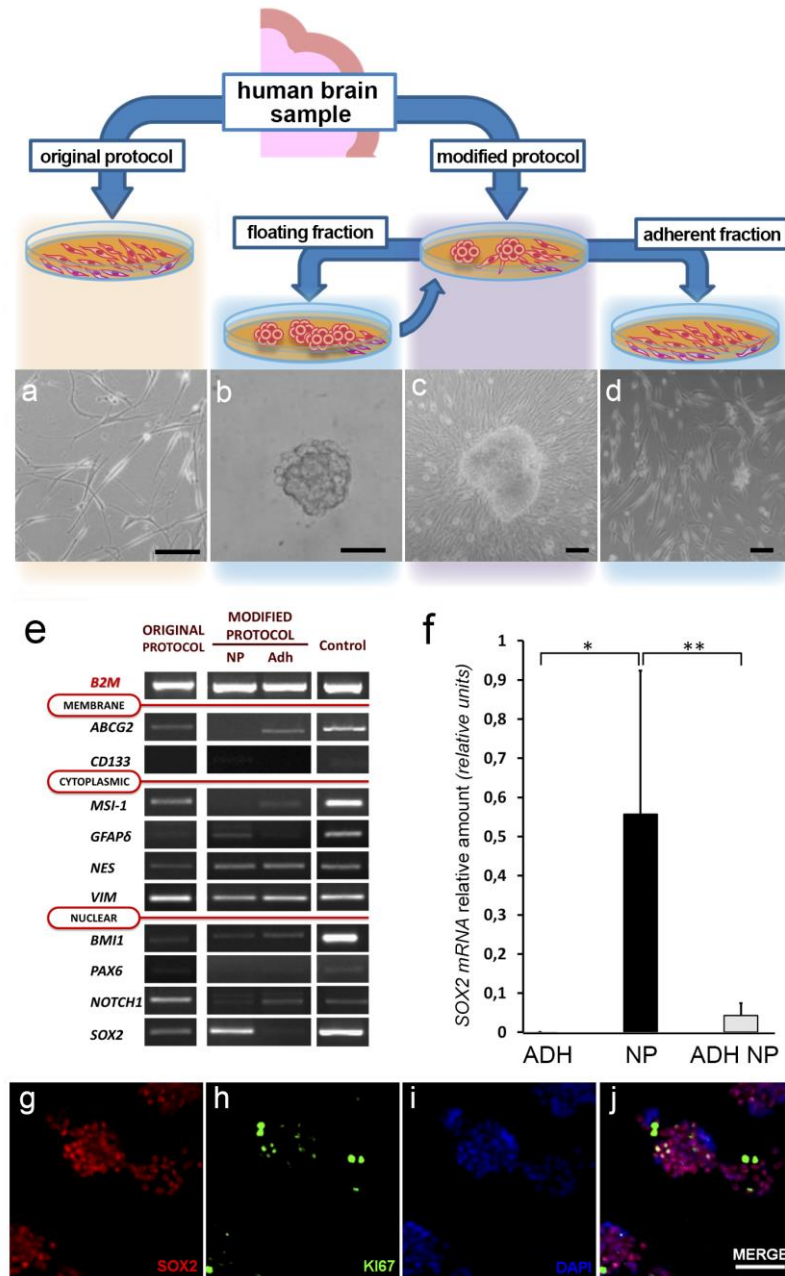 human brain
sample
original protocol
modified protocol
floating fraction
adherent fraction
a
b
c
d
e
ORIGINAL
PROTOCOL
MODIFIED
PROTOCOL
NP
Adh
Control
B2M
MEMBRANE
ABCG2
CD133
CYTOPLASMIC
MSI-1
GFAPδ
NES
VIM
NUCLEAR
BMI1
PAX6
NOTCH1
SOX2
f
SOX2 mRNA relative amount (relative units)
1
0,9
0,8
0,7
0,6
0,5
0,4
0,3
0,2
0,1
0
*
**
ADH
NP
ADH NP
g
SOX2
h
KI67
i
DAPI
j
MERGE